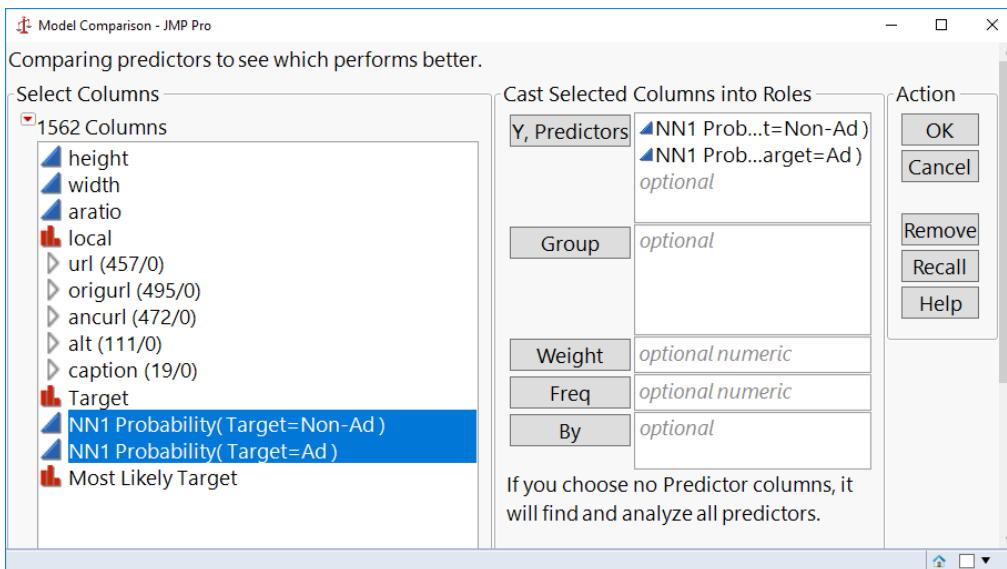 Model Comparison - JMP Pro
Comparing predictors to see which performs better.
Select Columns
1562 Columns
height
width
aratio
local
url (457/0)
origurl (495/0)
ancurl (472/0)
alt (111/0)
caption (19/0)
Target
NN1 Probability( Target=Non-Ad )
NN1 Probability( Target=Ad )
Most Likely Target
Cast Selected Columns into Roles
Y, Predictors
NN1 Prob...t=Non-Ad )
NN1 Prob...arget=Ad )
optional
Group
optional
Weight
optional numeric
Freq
optional numeric
By
optional
If you choose no Predictor columns, it
will find and analyze all predictors.
Action
OK
Cancel
Remove
Recall
Help